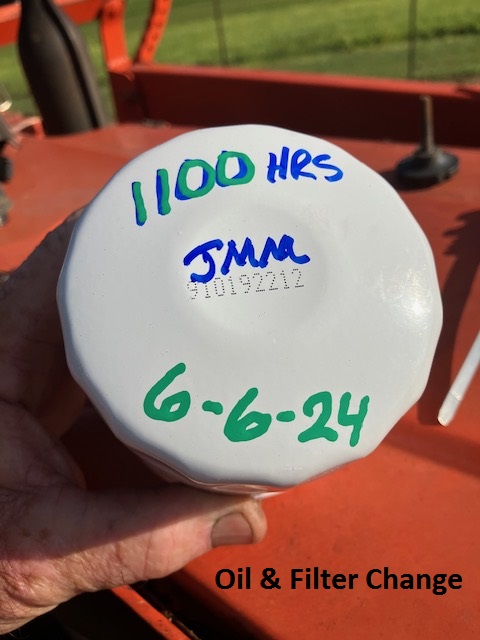 1100 HRS
JMM
910192212
6-6-24
Oil & Filter Change